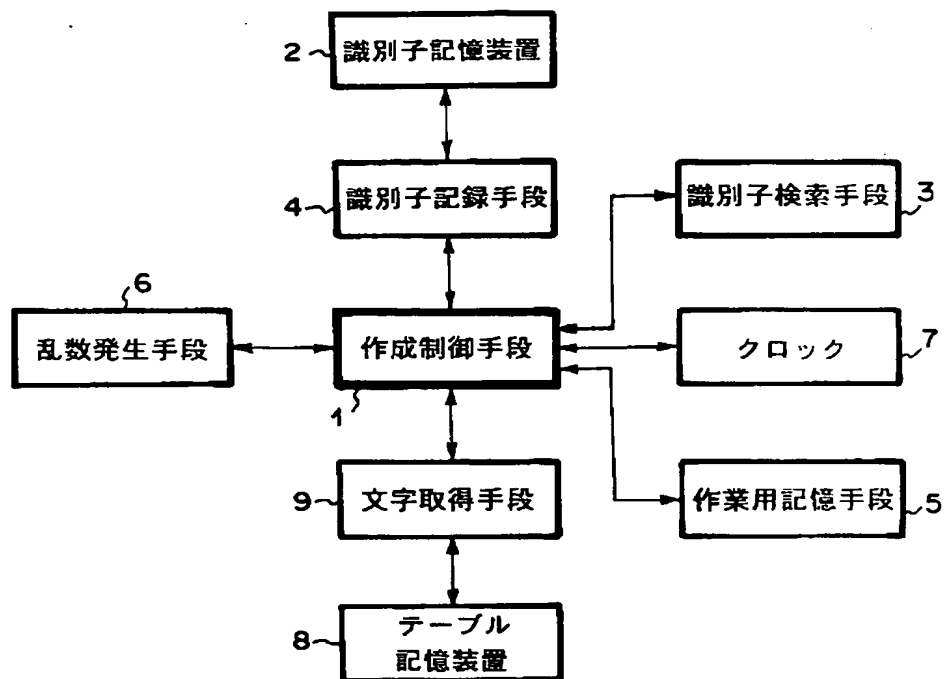 2
識別子記憶装置
4
識別子記録手段
識別子検索手段
3
6
乱数発生手段
作成制御手段
1
クロック
7
9
文字取得手段
作業用記憶手段
5
8
テーブル
記憶装置